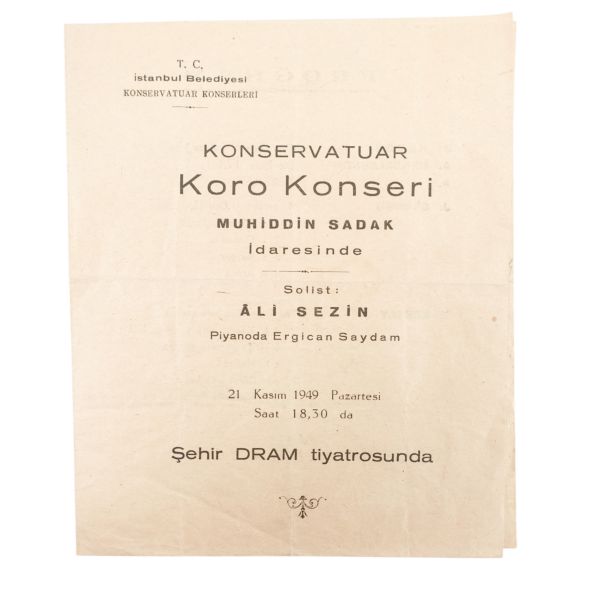 T. C.
İstanbul Belediyesi
KONSERVATUAR KONSERLERİ
KONSERVATUAR
Koro Konseri
MUHİDDİN SADAK
İdaresinde
Solist:
ÂLİ SEZİN
Piyanoda Ergican Saydam
21 Kasım 1949 Pazartesi
Saat 18,30 da
Şehir DRAM tiyatrosunda